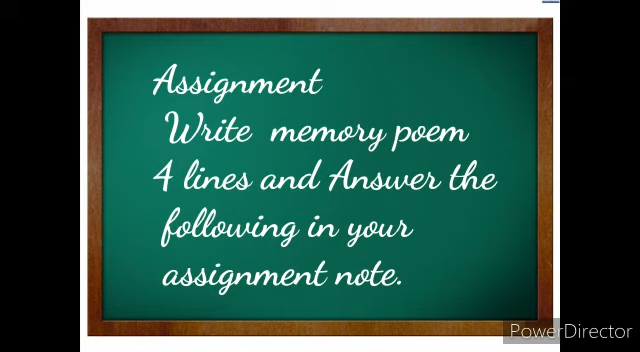 Assignment
Write memory poem
4 lines and Answer the
following in your
assignment note.
PowerDirector